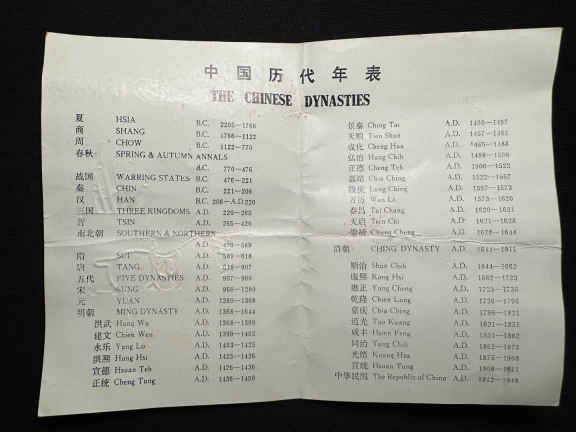 中国历代年表
THE CHINESE DYNASTIES
夏 HSIA B.C. 2205-1766
商 SHANG B.C. 1766-1122
周 CHOW B.C. 1122-770
春秋 SPRING & AUTUMN ANNALS
B.C. 770-476
战国 WARRING STATES B.C. 476-221
秦 CHIN B.C. 221-206
汉 HAN B.C. 206-A.D 220
三国 THREE KINGDOMS A.D. 220-265
晋 TSIN A.D. 265-420
南北朝 SOUTHERN & NORTHERN
A.D. 420-589
隋 SUI A.D. 589-618
唐 TANG A.D. 618-907
五代 FIVE DYNASTIES A.D. 907-960
宋 SUNG A.D. 960-1280
元 YUAN A.D. 1280-1368
明朝 MING DYNASTY A.D. 1368-1644
洪武 Hung Wu A.D. 1368-1398
建文 Chien Wen A.D. 1399-1402
永乐 Yung Lo A.D. 1403-1425
洪熙 Hung Hsi A.D. 1425-1426
宣德 Hsuan Teh A.D. 1426-1436
正统 Cheng Tung A.D. 1436-1450
景泰 Ching Tai A.D. 1450-1457
天顺 Tien Shun A.D. 1457-1465
成化 Cheng Hua A.D. 1465-1488
弘治 Hung Chih A.D. 1488-1506
正德 Cheng Teh A.D. 1506-1522
嘉靖 Chia Ching A.D. 1522-1567
隆庆 Lung Ching A.D. 1567-1573
万历 Wan Li A.D. 1573-1620
泰昌 Tai Chang A.D. 1620-1621
天启 Tien Chi A.D. 1621-1628
崇祯 Chung Cheng A.D. 1628-1644
清朝 CHING DYNASTY A.D. 1644-1911
顺治 Shun Chih A.D. 1644-1662
康熙 Kang Hsi A.D. 1662-1723
雍正 Yung Cheng A.D. 1723-1736
乾隆 Chien Lung A.D. 1736-1796
嘉庆 Chia Ching A.D. 1796-1821
道光 Tao Kuang A.D. 1821-1851
咸丰 Hsien Feng A.D. 1851-1862
同治 Tung Chih A.D. 1862-1875
光绪 Kuang Hsu A.D. 1875-1908
宣统 Hsuan Tung A.D. 1908-1911
中华民国 The Republic of China A.D. 1912-1949